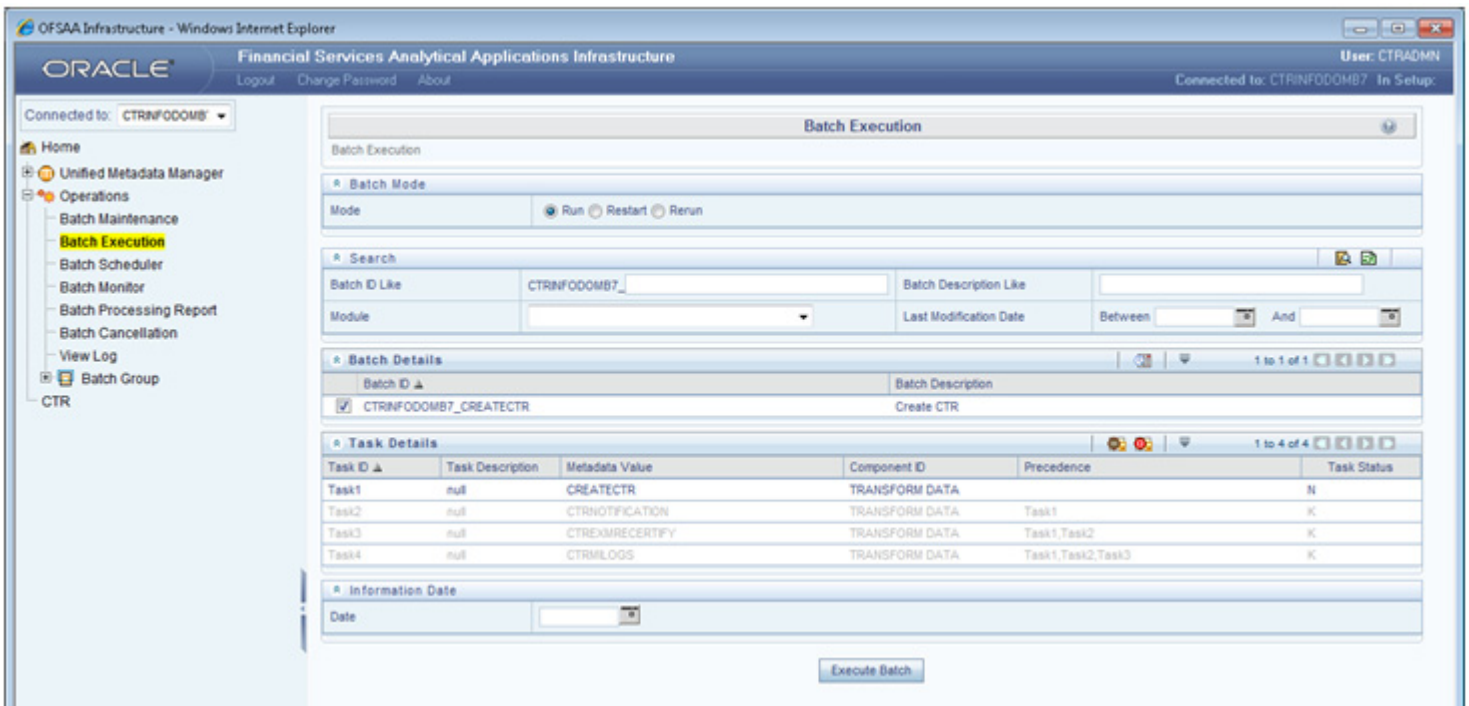 OFSAA Infrastructure - Windows Internet Explorer
ORACLE Financial Services Analytical Applications Infrastructure User: CTRADMN
Logout Change Password About Connected to: CTRINFODOMB7 In Setup:
Connected to: CTRINFODOMB'
Home
Unified Metadata Manager
Operations
Batch Maintenance
Batch Execution
Batch Scheduler
Batch Monitor
Batch Processing Report
Batch Cancellation
View Log
Batch Group
CTR
Batch Execution
Batch Execution
Batch Mode
Mode Run Restart Rerun
Search
Batch ID Like CTRINFODOMB7_ Batch Description Like
Module Last Modification Date Between And
Batch Details 1 to 1 of 1
Batch ID Batch Description
CTRINFODOMB7_CREATECTR Create CTR
Task Details 1 to 4 of 4
Task ID Task Description Metadata Value Component ID Precedence Task Status
Task1 null CREATECTR TRANSFORM DATA N
Task2 null CTRNOTIFICATION TRANSFORM DATA Task1 K
Task3 null CTREXMRECERTIFY TRANSFORM DATA Task1,Task2 K
Task4 null CTRMILOGS TRANSFORM DATA Task1,Task2,Task3 K
Information Date
Date
Execute Batch